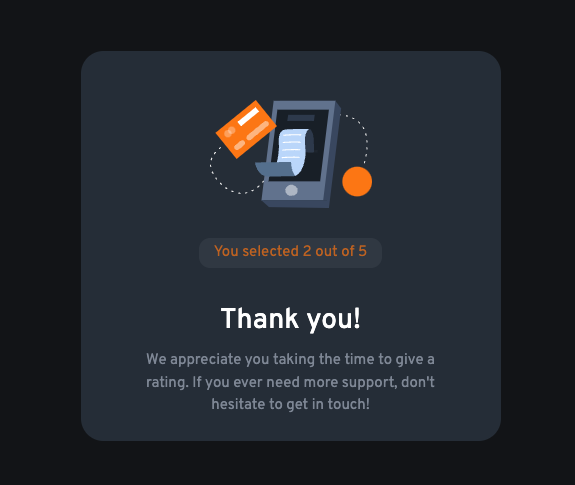 You selected 2 out of 5
Thank you!
We appreciate you taking the time to give a
rating. If you ever need more support, don't
hesitate to get in touch!